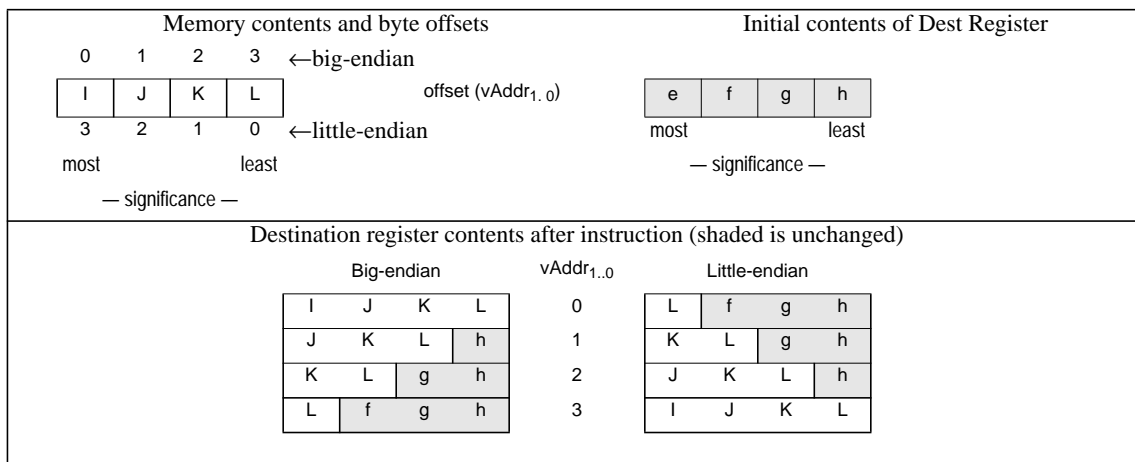 Memory contents and byte offsets
Initial contents of Dest Register
0 1 2 3 ←big-endian
I J K L offset (vAddr1. 0) e f g h
3 2 1 0 ←little-endian
most least
most least
— significance —
— significance —
Destination register contents after instruction (shaded is unchanged)
Big-endian vAddr1..0 Little-endian
I J K L 0 L f g h
J K L h 1 K L g h
K L g h 2 J K L h
L f g h 3 I J K L